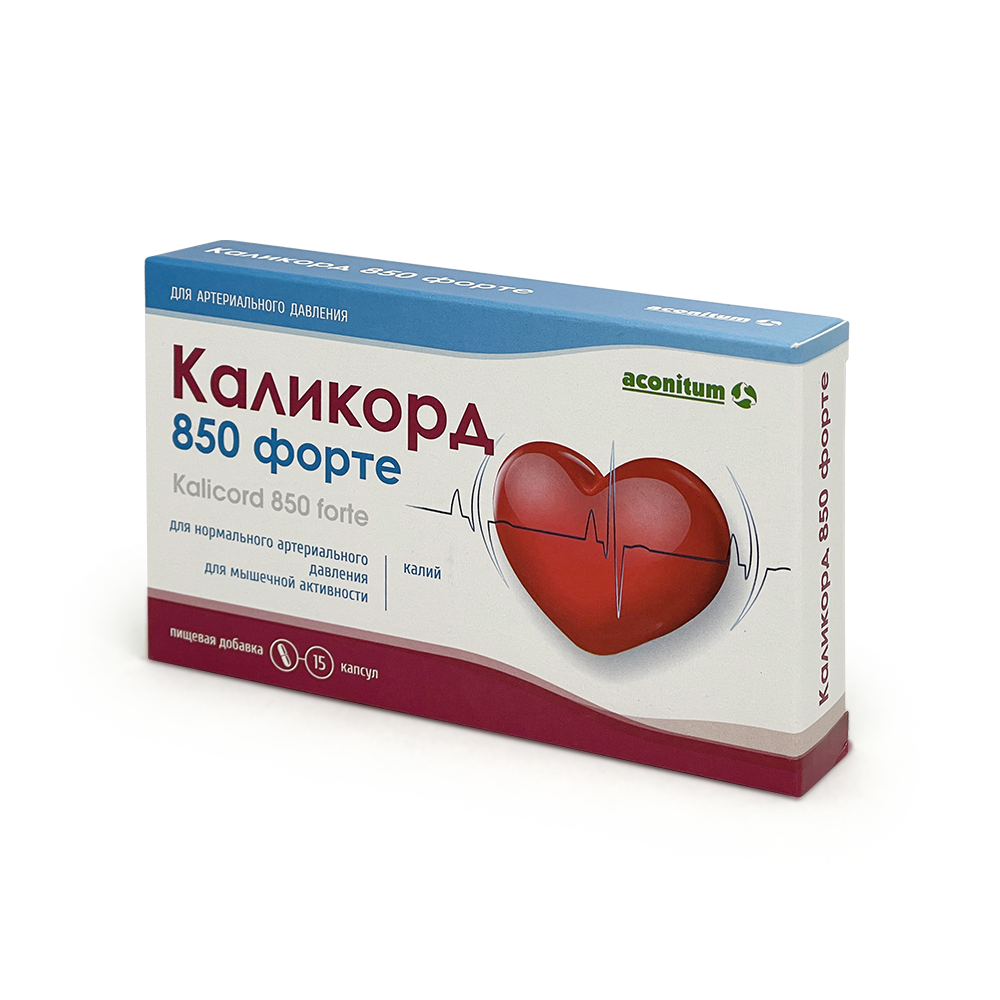 Каликорд 850 форте
aconitum
ДЛЯ АРТЕРИАЛЬНОГО ДАВЛЕНИЯ
aconitum
Каликорд
850 форте
Kalicord 850 forte
для нормального артериального
давления
для мышечной активности
калий
пищевая добавка
15
капсул
Каликорд 850 форте